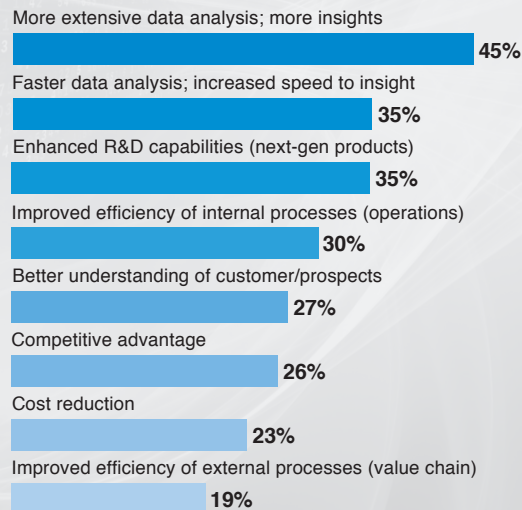 More extensive data analysis; more insights
45%
Faster data analysis; increased speed to insight
35%
Enhanced R&D capabilities (next-gen products)
35%
Improved efficiency of internal processes (operations)
30%
Better understanding of customer/prospects
27%
Competitive advantage
26%
Cost reduction
23%
Improved efficiency of external processes (value chain)
19%